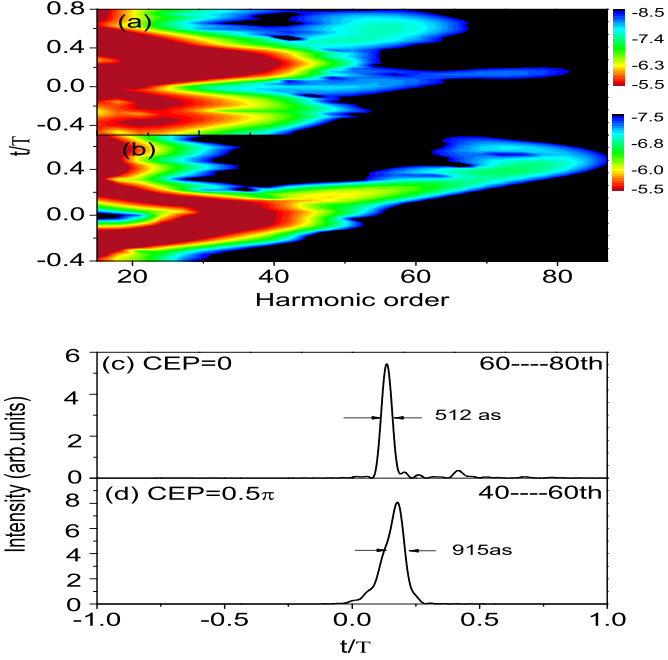 0.8
(a)
-8.5
0.4
-7.4
0.0
-6.3
-0.4
-5.5
t/T
(b)
-7.5
0.4
-6.8
0.0
-6.0
-0.4
-5.5
20 40 60 80
Harmonic order
6
(c) CEP=0 60----80th
4
512 as
2
0
Intensity (arb.units)
(d) CEP=0.5π 40----60th
8
6
4
915as
2
0
-1.0 -0.5 0.0 0.5 1.0
t/T